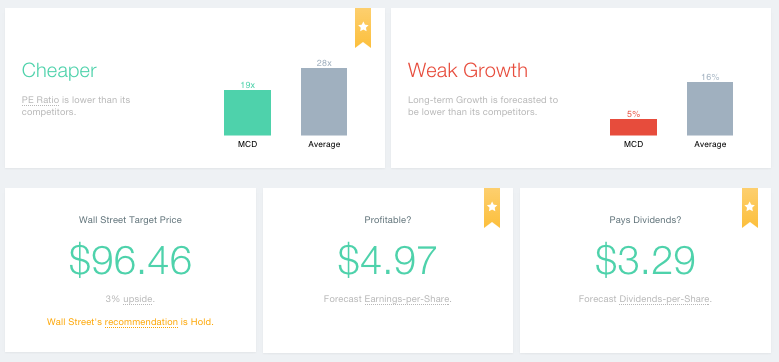 Cheaper
PE Ratio is lower than its
competitors.
19x
28x
MCD
Average
Weak Growth
Long-term Growth is forecasted to
be lower than its competitors.
5%
16%
MCD
Average
Wall Street Target Price
$96.46
3% upside.
Wall Street's recommendation is Hold.
Profitable?
$4.97
Forecast Earnings-per-Share.
Pays Dividends?
$3.29
Forecast Dividends-per-Share.